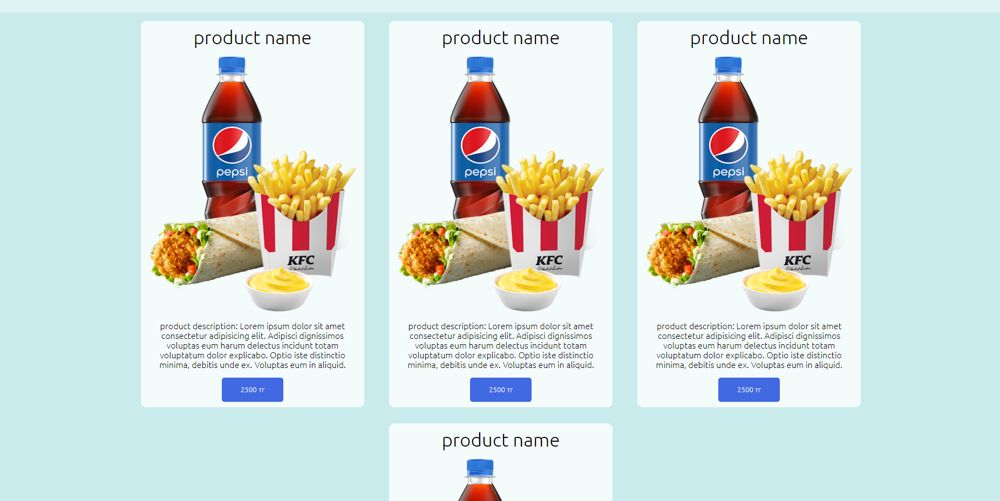 product name
product name
product name
pepsi
pepsi
pepsi
KFC
KFC
KFC
product description: Lorem ipsum dolor sit amet
consectetur adipisicing elit. Adipisci dignissimos
voluptas eum harum delectus incidunt totam
voluptatum dolor explicabo. Optio iste distinctio
minima, debitis unde ex. Voluptas eum in aliquid.
2500 тг
product description: Lorem ipsum dolor sit amet
consectetur adipisicing elit. Adipisci dignissimos
voluptas eum harum delectus incidunt totam
voluptatum dolor explicabo. Optio iste distinctio
minima, debitis unde ex. Voluptas eum in aliquid.
2500 тг
product description: Lorem ipsum dolor sit amet
consectetur adipisicing elit. Adipisci dignissimos
voluptas eum harum delectus incidunt totam
voluptatum dolor explicabo. Optio iste distinctio
minima, debitis unde ex. Voluptas eum in aliquid.
2500 тг
product name